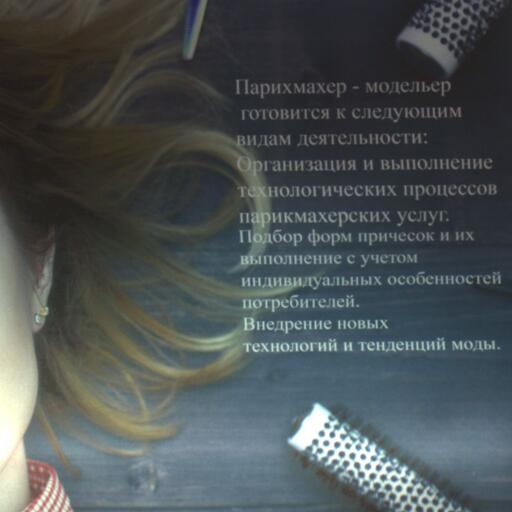 Парихмахер - модельер
готовится к следующим
видам деятельности:
Организация и выполнение
технологических процессов
парикмахерских услуг.
Подбор форм причесок и их
выполнение с учетом
индивидуальных особенностей
потребителей.
Внедрение новых
технологий и тенденций моды.